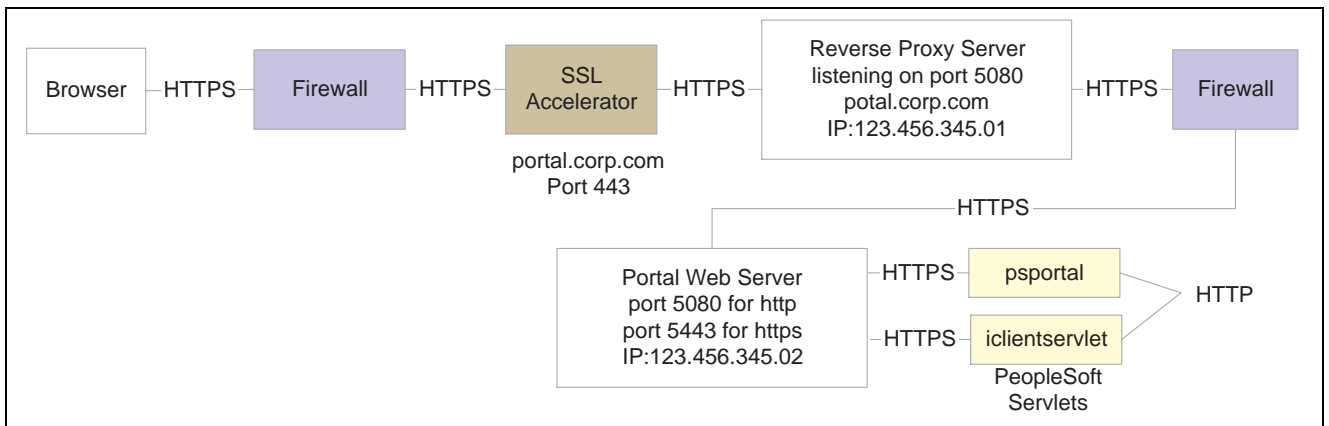 Browser
HTTPS
Firewall
HTTPS
SSL
Accelerator
portal.corp.com
Port 443
HTTPS
Reverse Proxy Server
listening on port 5080
potal.corp.com
IP:123.456.345.01
HTTPS
Firewall
HTTPS
Portal Web Server
port 5080 for http
port 5443 for https
IP:123.456.345.02
HTTPS
psportal
HTTPS
iclientservlet
PeopleSoft
Servlets
HTTP